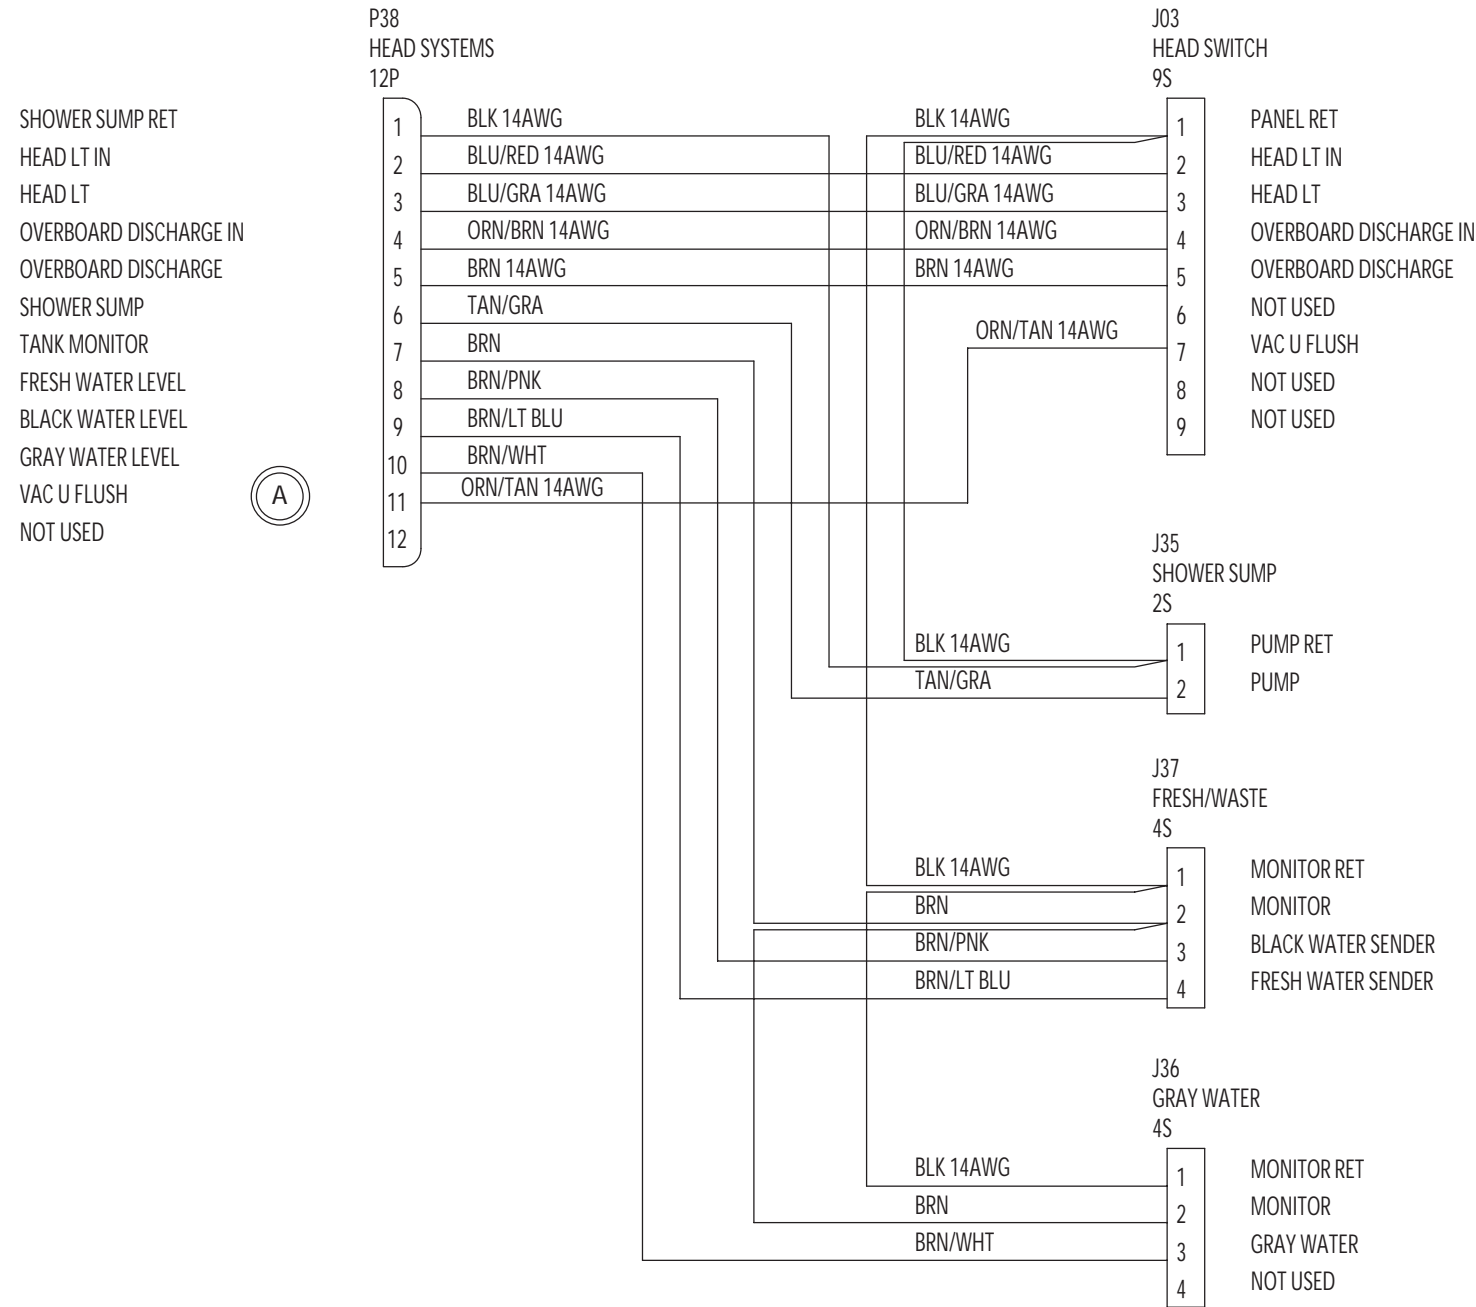 P38
HEAD SYSTEMS
12P
SHOWER SUMP RET 1 BLK 14AWG
HEAD LT IN 2 BLU/RED 14AWG
HEAD LT 3 BLU/GRA 14AWG
OVERBOARD DISCHARGE IN 4 ORN/BRN 14AWG
OVERBOARD DISCHARGE 5 BRN 14AWG
SHOWER SUMP 6 TAN/GRA
TANK MONITOR 7 BRN
FRESH WATER LEVEL 8 BRN/PNK
BLACK WATER LEVEL 9 BRN/LT BLU
GRAY WATER LEVEL 10 BRN/WHT
VAC U FLUSH A 11 ORN/TAN 14AWG
NOT USED 12
J03
HEAD SWITCH
9S
BLK 14AWG 1 PANEL RET
BLU/RED 14AWG 2 HEAD LT IN
BLU/GRA 14AWG 3 HEAD LT
ORN/BRN 14AWG 4 OVERBOARD DISCHARGE IN
BRN 14AWG 5 OVERBOARD DISCHARGE
6 NOT USED
ORN/TAN 14AWG 7 VAC U FLUSH
8 NOT USED
9 NOT USED
J35
SHOWER SUMP
2S
BLK 14AWG 1 PUMP RET
TAN/GRA 2 PUMP
J37
FRESH/WASTE
4S
BLK 14AWG 1 MONITOR RET
BRN 2 MONITOR
BRN/PNK 3 BLACK WATER SENDER
BRN/LT BLU 4 FRESH WATER SENDER
J36
GRAY WATER
4S
BLK 14AWG 1 MONITOR RET
BRN 2 MONITOR
BRN/WHT 3 GRAY WATER
4 NOT USED